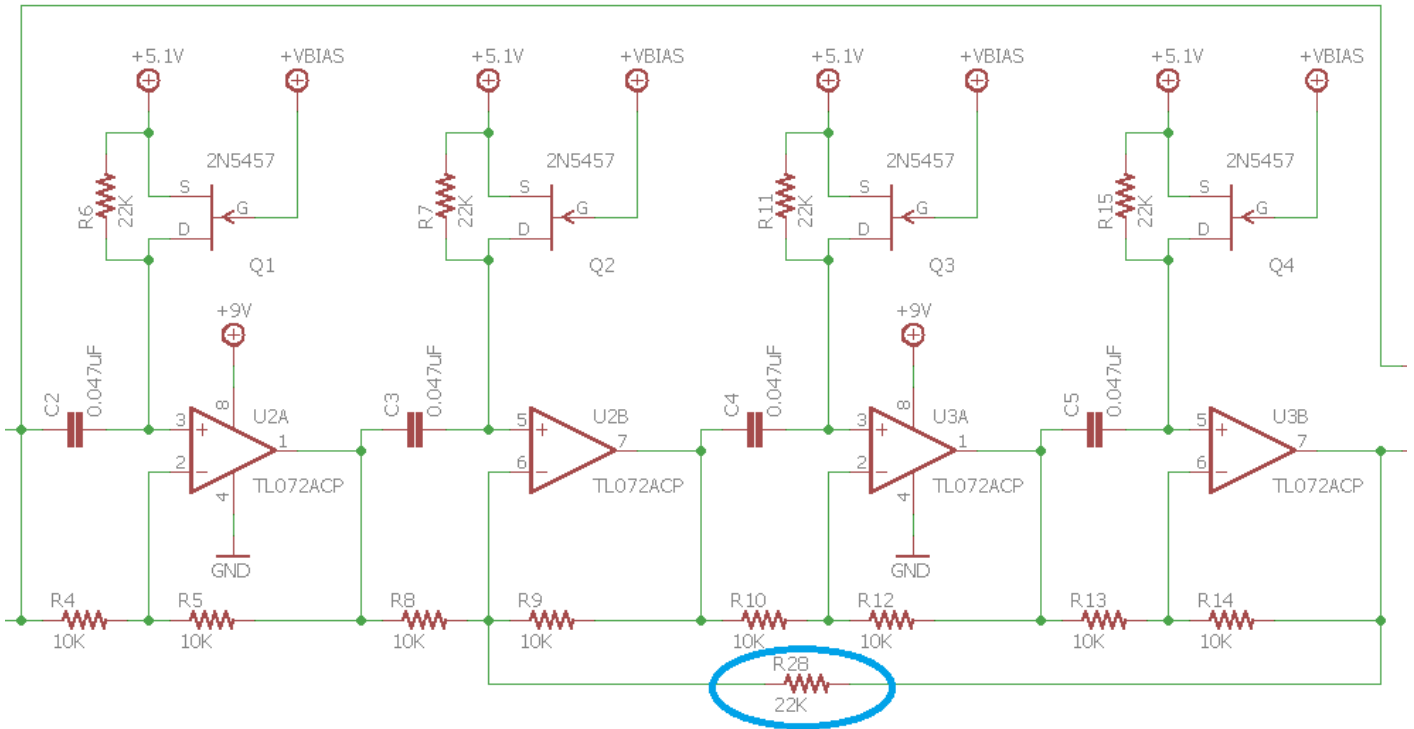 +5.1V
+VBIAS
+5.1V
+VBIAS
+5.1V
+VBIAS
+5.1V
+VBIAS
2N5457
2N5457
2N5457
2N5457
R6
22K
S
G
D
R7
22K
S
G
D
R11
22K
S
G
D
R15
22K
S
G
D
Q1
Q2
Q3
Q4
+9V
+9V
C2
0.047uF
C3
0.047uF
C4
0.047uF
C5
0.047uF
8
U2A
3
+
1
2
−
4
TL072ACP
U2B
5
+
7
6
−
TL072ACP
8
U3A
3
+
1
2
−
4
TL072ACP
U3B
5
+
7
6
−
TL072ACP
GND
GND
R4
R5
R8
R9
R10
R12
R13
R14
10K
10K
10K
10K
10K
10K
10K
10K
R28
22K